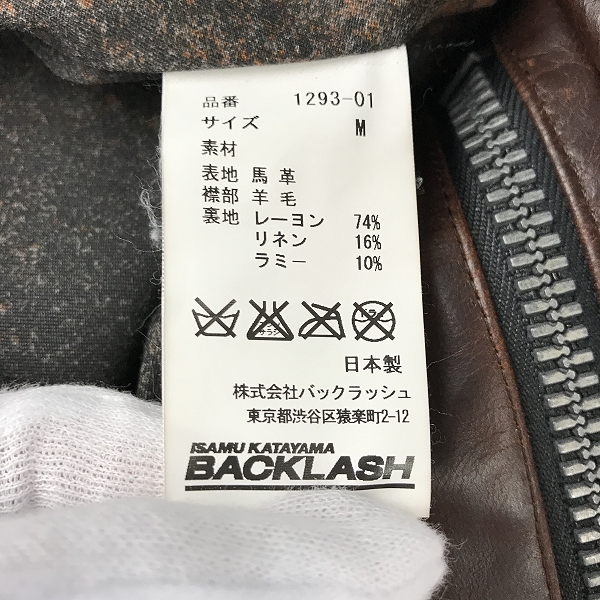 品番 1293-01
サイズ M
素材
表地 馬革
襟部 羊毛
裏地 レーヨン 74%
リネン 16%
ラミー 10%
サラシ
日本製
株式会社バックラッシュ
東京都渋谷区猿楽町2-12
ISAMU KATAYAMA
BACKLASH